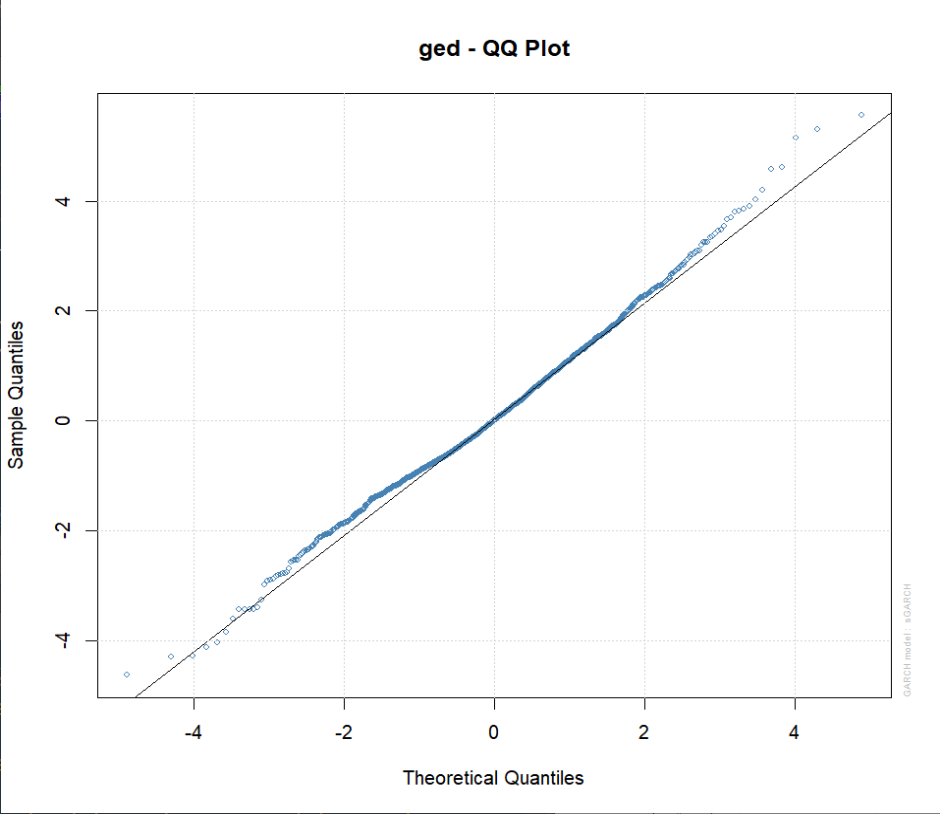 ged - QQ Plot
Sample Quantiles
4
2
0
-2
-4
-4
-2
0
2
4
Theoretical Quantiles
GARCH model : sGARCH